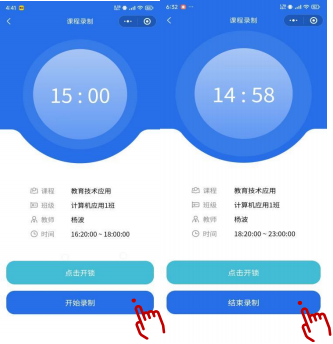 4:41
课程录制
15:00
课程 教育技术应用
班级 计算机应用1班
教师 杨波
时间 16:20:00~18:00:00
点击开锁
开始录制
6:52
课程录制
14:58
课程 教育技术应用
班级 计算机应用1班
教师 杨波
时间 18:20:00~23:00:00
点击开锁
结束录制